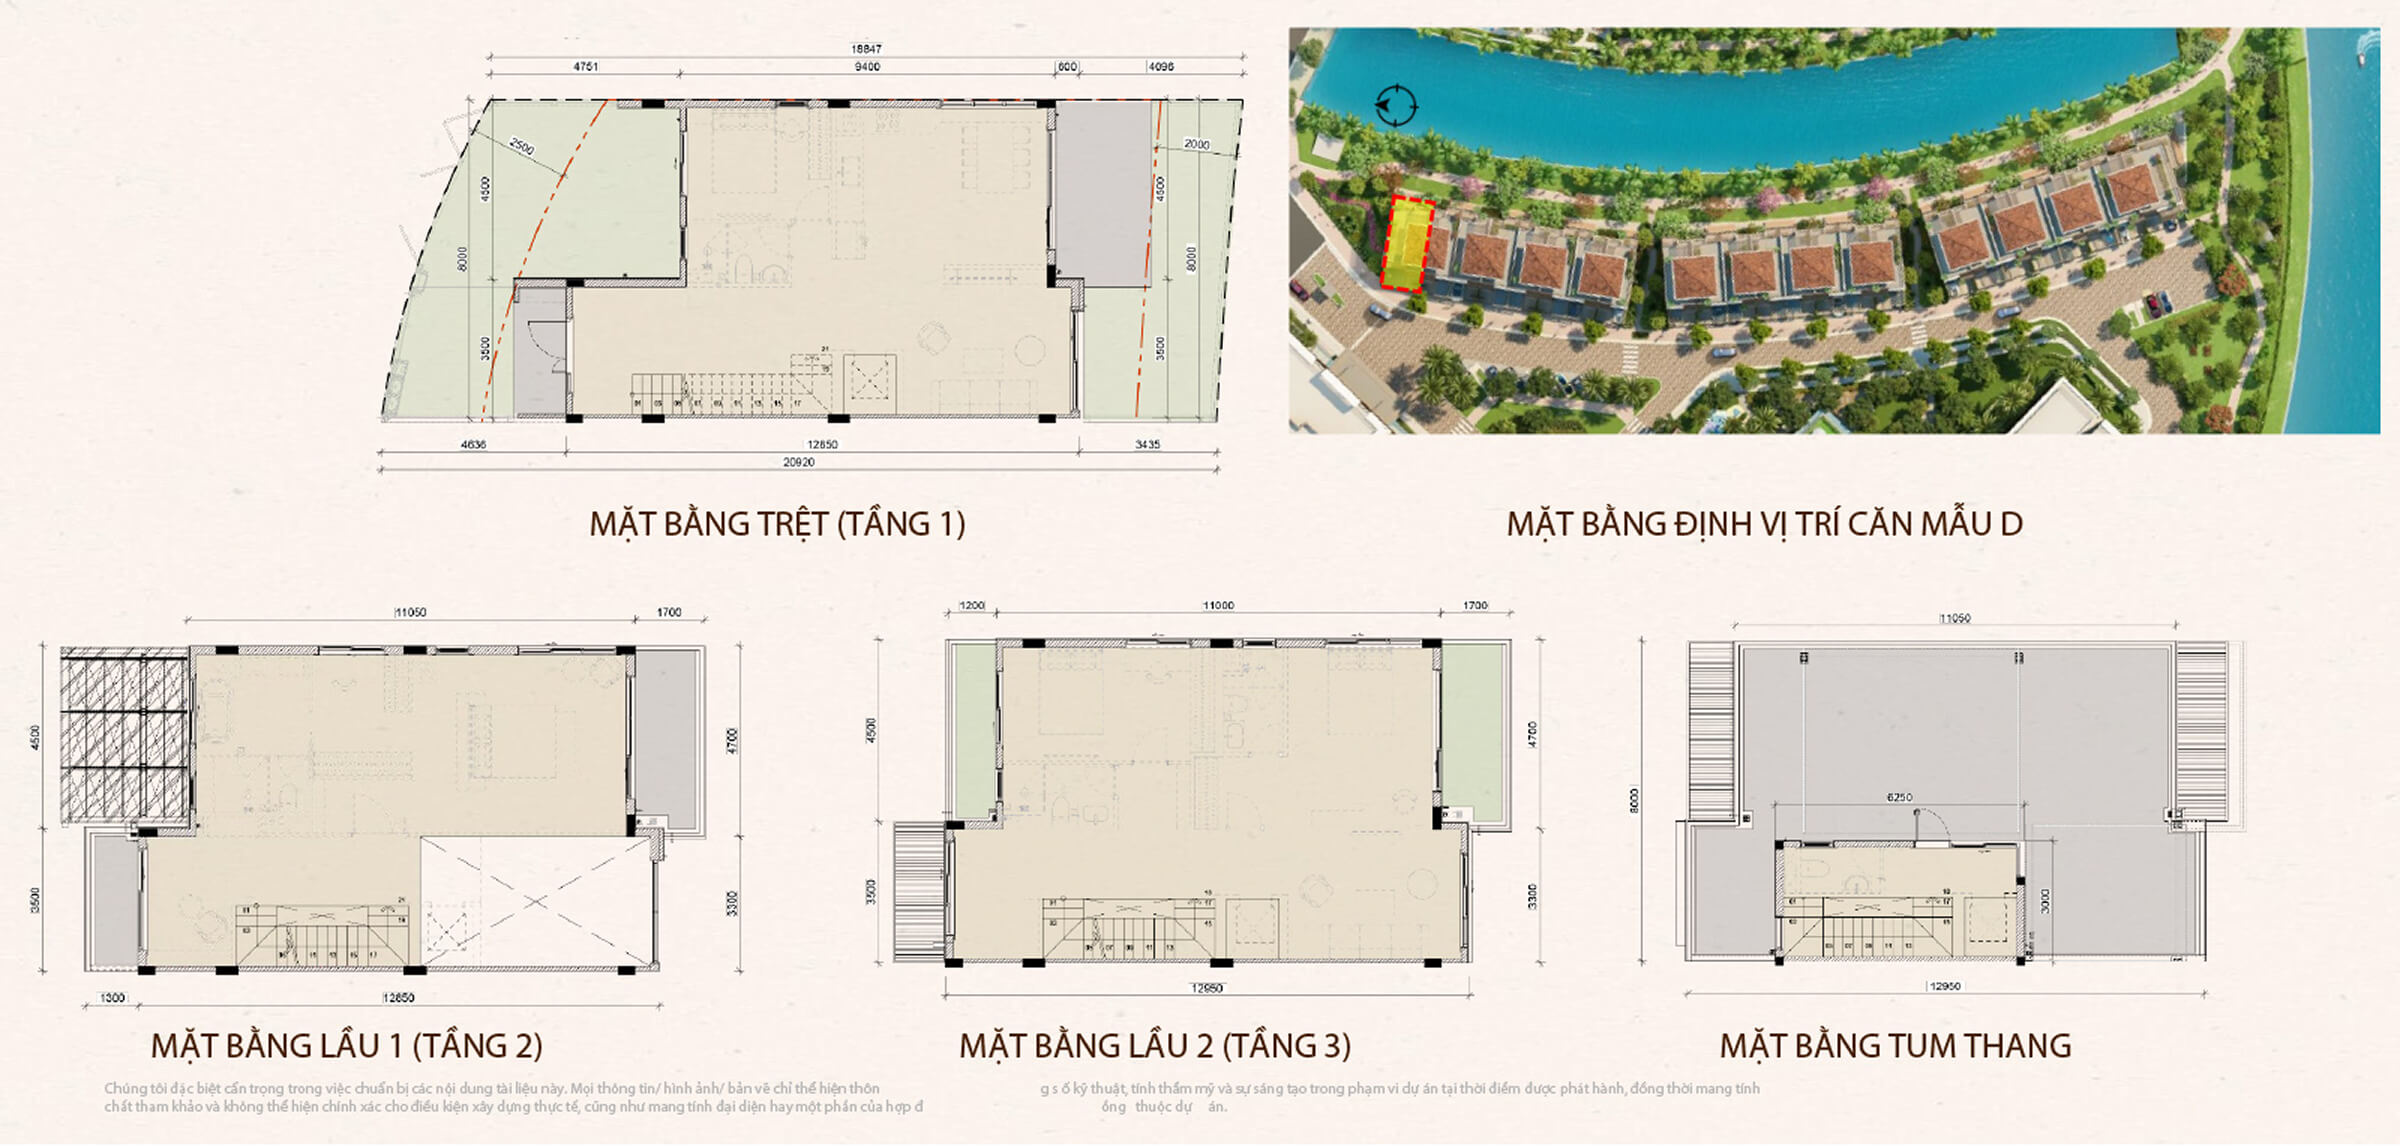 18847
4751 9400 600 4096
2500
2000
4500
8000
3500
4500
8000
3500
4636 12850 3435
20920
MẶT BẰNG TRỆT (TẦNG 1)
MẶT BẰNG ĐỊNH VỊ TRÍ CĂN MẪU D
11050 1700
4500
3500
4700
3300
1300 12850
MẶT BẰNG LẦU 1 (TẦNG 2)
1200 11000 1700
4500
3500
4700
3300
12950
MẶT BẰNG LẦU 2 (TẦNG 3)
11050
8000
6250
3000
12950
MẶT BẰNG TUM THANG
Chúng tôi đặc biệt cẩn trọng trong việc chuẩn bị các nội dung tài liệu này. Mọi thông tin/ hình ảnh/ bản vẽ chỉ thể hiện thôn g s ố kỹ thuật, tính thẩm mỹ và sự sáng tạo trong phạm vi dự án tại thời điểm được phát hành, đồng thời mang tính
chất tham khảo và không thể hiện chính xác cho điều kiện xây dựng thực tế, cũng như mang tính đại diện hay một phần của hợp đ ồng thuộc dự án.